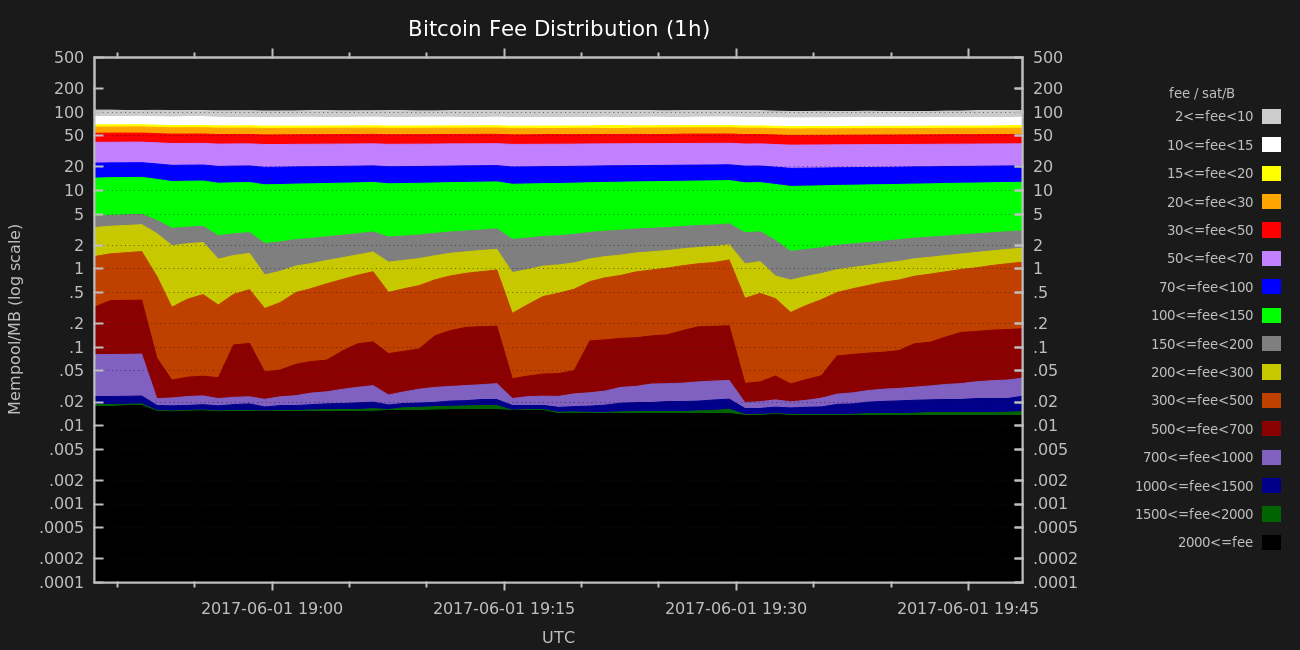 Bitcoin Fee Distribution (1h)
Mempool/MB (log scale)
500
200
100
50
20
10
5
2
1
.5
.2
.1
.05
.02
.01
.005
.002
.001
.0005
.0002
.0001
500
200
100
50
20
10
5
2
1
.5
.2
.1
.05
.02
.01
.005
.002
.001
.0005
.0002
.0001
2017-06-01 19:00 2017-06-01 19:15 2017-06-01 19:30 2017-06-01 19:45
UTC
fee / sat/B
2<=fee<10
10<=fee<15
15<=fee<20
20<=fee<30
30<=fee<50
50<=fee<70
70<=fee<100
100<=fee<150
150<=fee<200
200<=fee<300
300<=fee<500
500<=fee<700
700<=fee<1000
1000<=fee<1500
1500<=fee<2000
2000<=fee